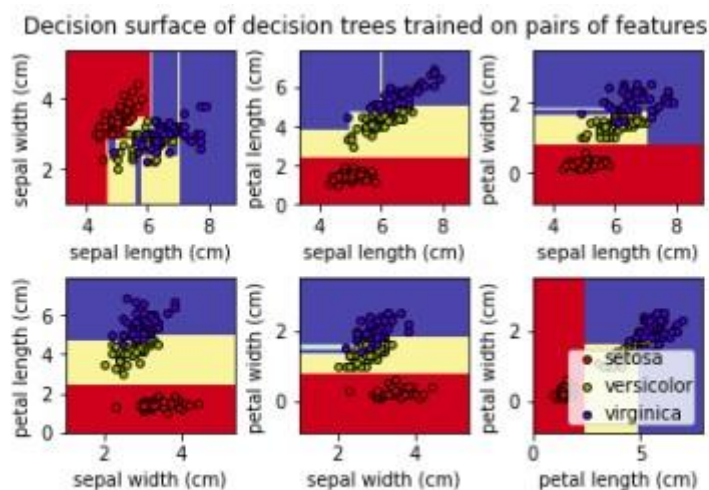 Decision surface of decision trees trained on pairs of features
sepal width (cm)
4
2
4 6 8
sepal length (cm)
petal length (cm)
6
4
2
0
4 6 8
sepal length (cm)
petal width (cm)
2
0
4 6 8
sepal length (cm)
petal length (cm)
6
4
2
0
2 4
sepal width (cm)
petal width (cm)
2
0
2 4
sepal width (cm)
petal width (cm)
2
0
0 5
petal length (cm)
setosa
versicolor
virginica